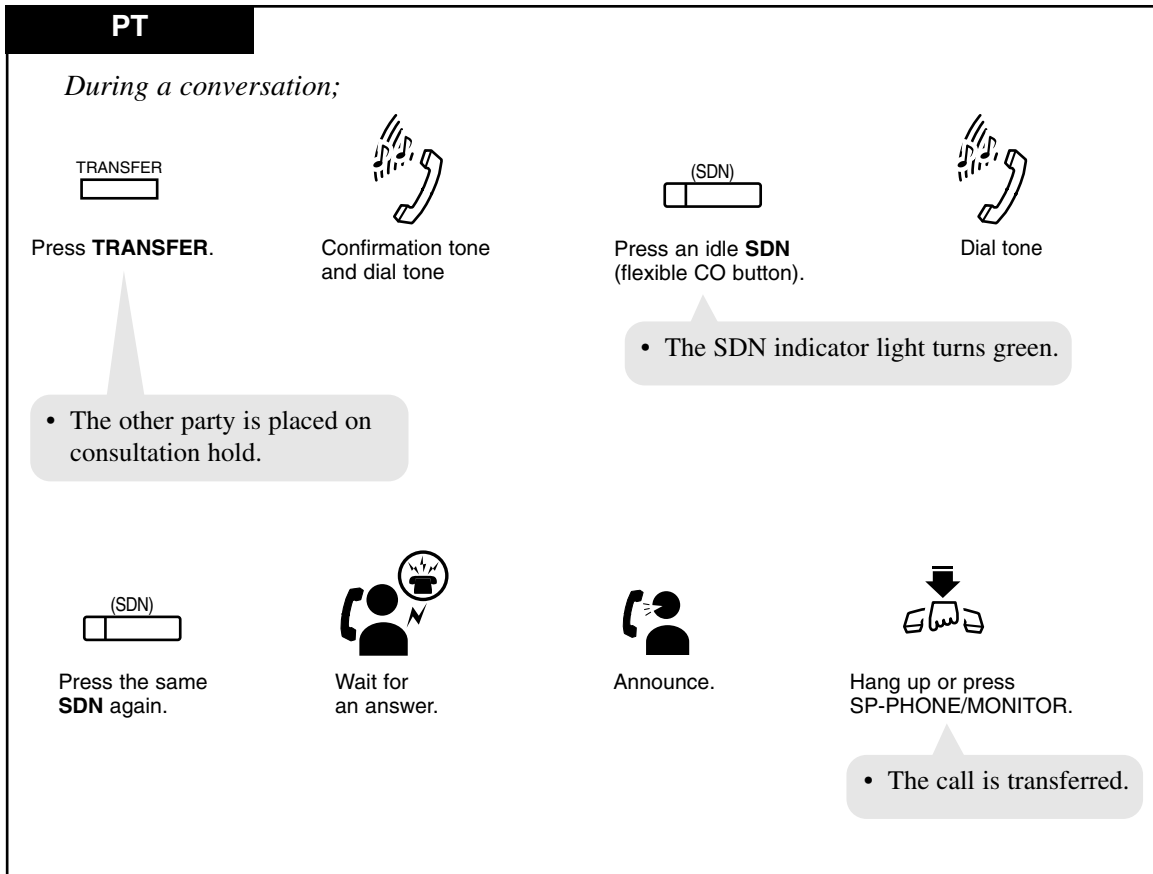 PT
During a conversation;
TRANSFER
Press TRANSFER.
Confirmation tone
and dial tone
(SDN)
Press an idle SDN
(flexible CO button).
Dial tone
• The SDN indicator light turns green.
• The other party is placed on
consultation hold.
(SDN)
Press the same
SDN again.
Wait for
an answer.
Announce.
Hang up or press
SP-PHONE/MONITOR.
• The call is transferred.